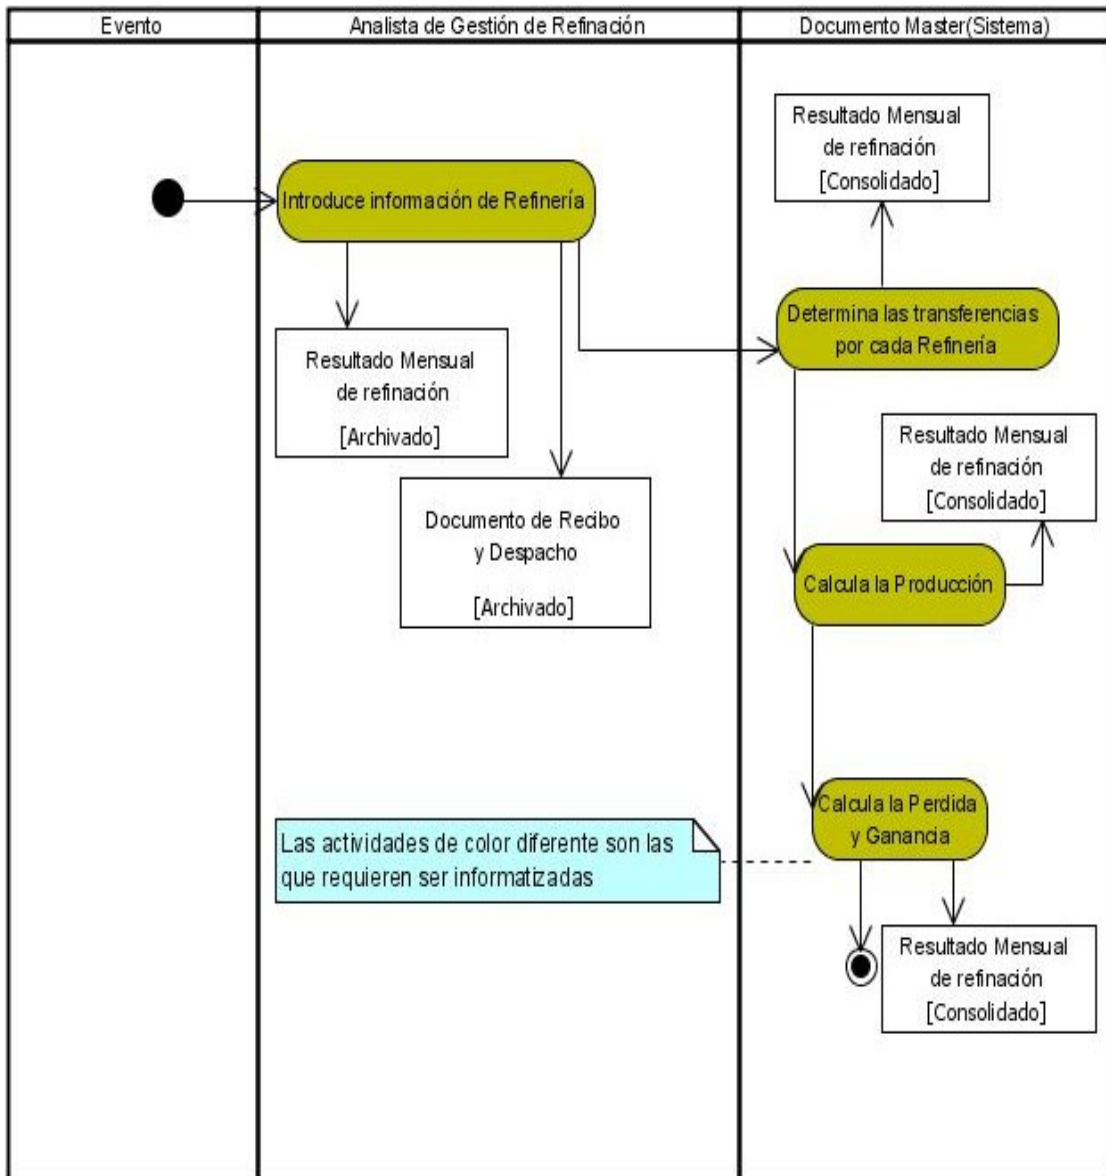 Evento
Analista de Gestión de Refinación
Documento Master(Sistema)
Resultado Mensual
de refinación
[Consolidado]
Introduce información de Refinería
Determina las transferencias
por cada Refinería
Resultado Mensual
de refinación
[Archivado]
Resultado Mensual
de refinación
[Consolidado]
Documento de Recibo
y Despacho
[Archivado]
Calcula la Producción
Calcula la Perdida
y Ganancia
Las actividades de color diferente son las
que requieren ser informatizadas
Resultado Mensual
de refinación
[Consolidado]